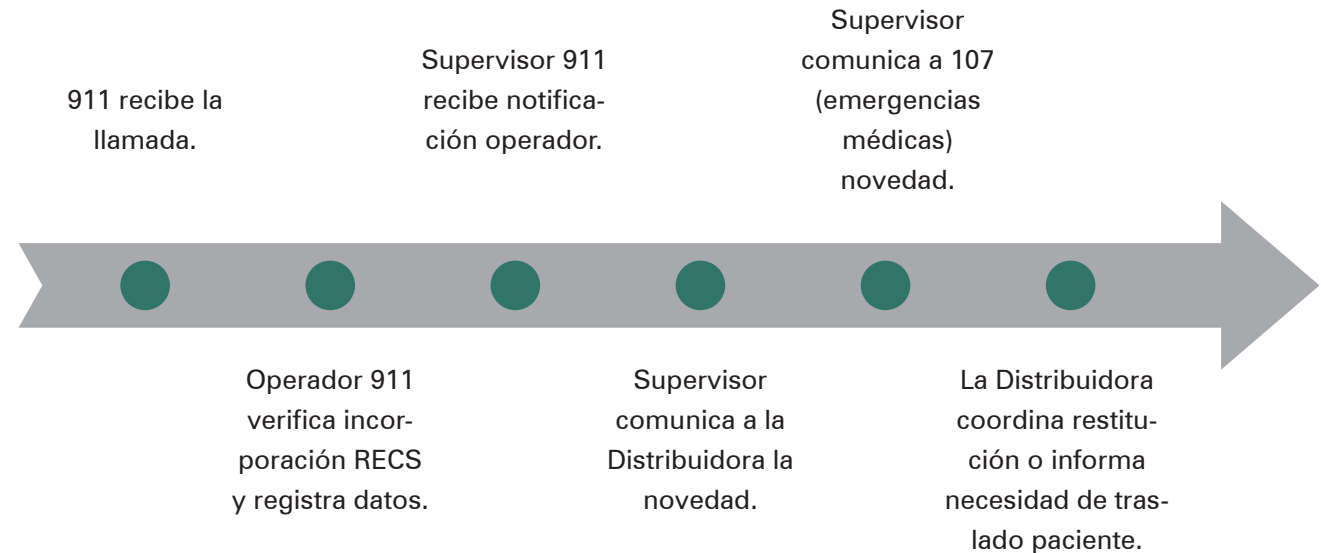 911 recibe la
llamada.
Operador 911
verifica incor-
poración RECS
y registra datos.
Supervisor 911
recibe notifica-
ción operador.
Supervisor
comunica a la
Distribuidora la
novedad.
Supervisor
comunica a 107
(emergencias
médicas)
novedad.
La Distribuidora
coordina restitu-
ción o informa
necesidad de tras-
lado paciente.